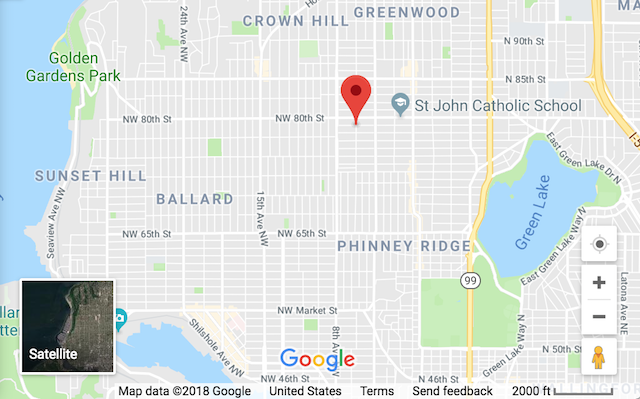 GREENWOOD
CROWN HILL
24th Ave NW
N 90th St
Golden
Gardens Park
N 85th St
St John Catholic School
NW 80th St
NW 80th St
I-5
East Green Lake Dr N
SUNSET HILL
BALLARD
15th Ave NW
Green Lake
Seaview Ave NW
NW 65th St
NW 65th St
PHINNEY RIDGE
East Green Lake Way N
99
Latona Ave NE
NW Market St
Shilshole Ave NW
8th Ave
Green Lake Way N
N 50th St
Satellite
Google
NW 46th St
N 46th St
Map data ©2018 Google
United States
Terms
Send feedback
2000 ft